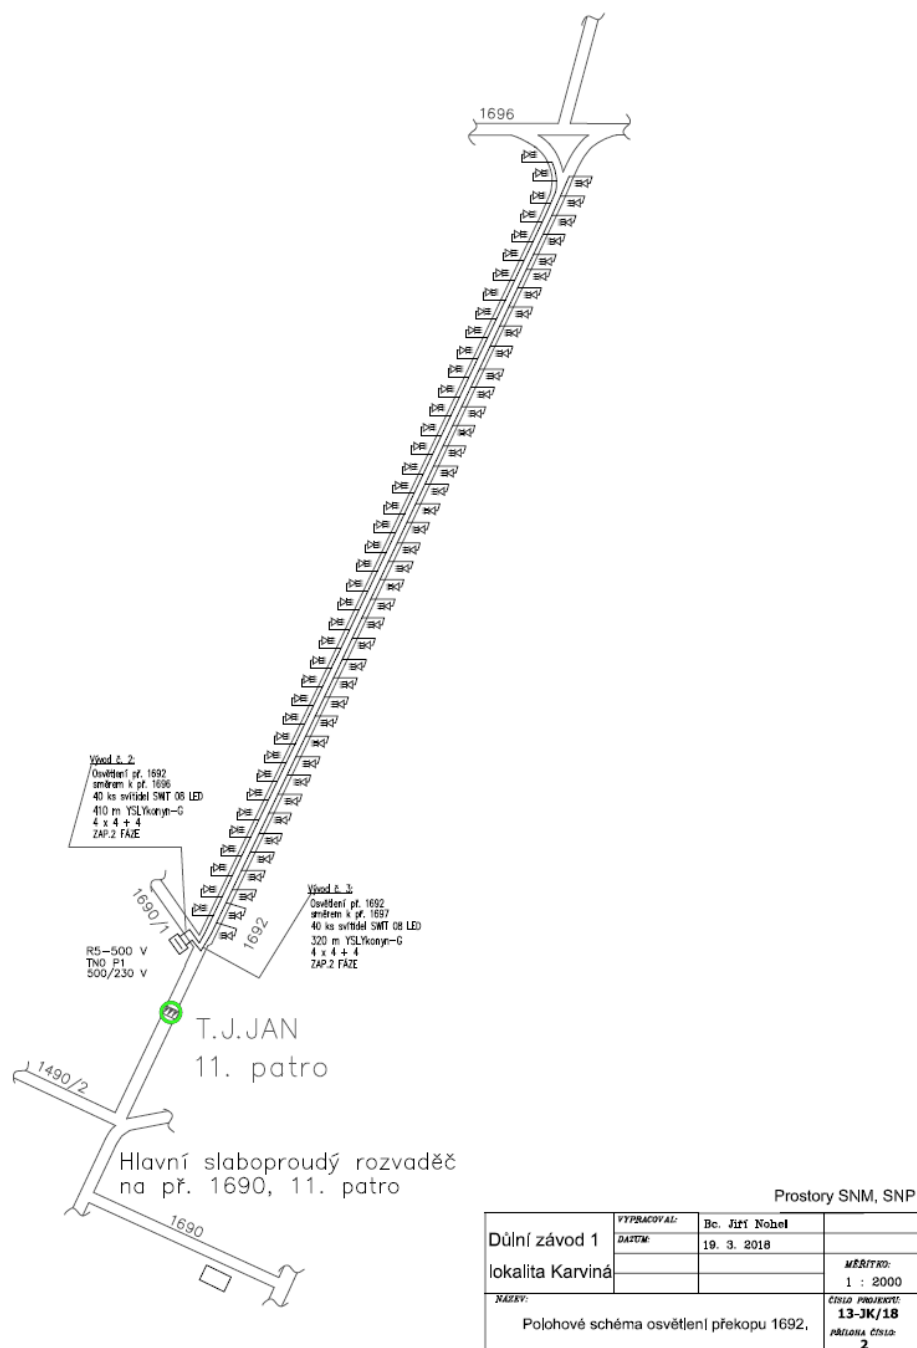 1696
Vývod č. 2:
Osvětlení př. 1692
směrem k př. 1696
40 ks svítidel SWIT 08 LED
410 m YSLYkonyn-G
4 x 4 + 4
ZAP.2 FÁZE
Vývod č. 3:
Osvětlení př. 1692
směrem k př. 1697
40 ks svítidel SWIT 08 LED
320 m YSLYkonyn-G
4 x 4 + 4
ZAP.2 FÁZE
1690/1
1692
R5-500 V
TNO P1
500/230 V
T.J.JAN
11. patro
1490/2
Hlavní slaboproudý rozvaděč
na př. 1690, 11. patro
1690
Prostory SNM, SNP
Důlní závod 1
lokalita Karviná
VYPRACOVAL:
Bc. Jiří Nohel
DATUM:
19. 3. 2018
MĚŘÍTKO:
1 : 2000
NÁZEV:
Polohové schéma osvětlení překopu 1692,
ČÍSLO PROJEKTU:
13-JK/18
PŘÍLOHA ČÍSLO:
2